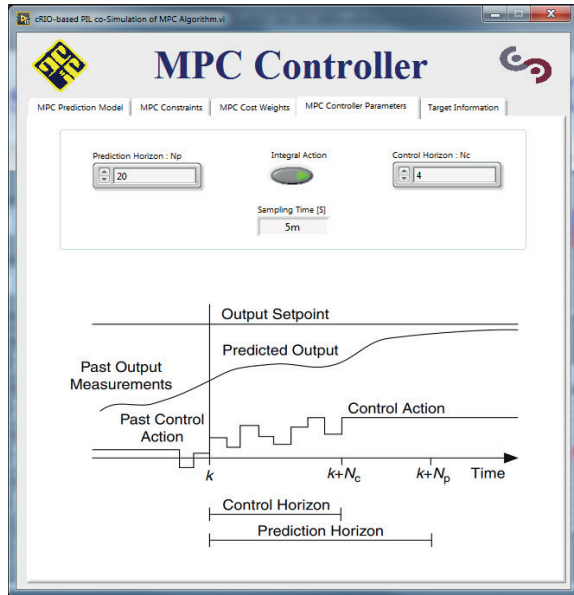 cRIO-based PIL co-Simulation of MPC Algorithm.vi
MPC Controller
MPC Prediction Model
MPC Constraints
MPC Cost Weights
MPC Controller Parameters
Target Information
Prediction Horizon : Np
Integral Action
Control Horizon : Nc
20
4
Sampling Time [S]
5m
Output Setpoint
Predicted Output
Past Output
Measurements
Past Control
Action
Control Action
k
k+Nc
k+Np
Time
Control Horizon
Prediction Horizon